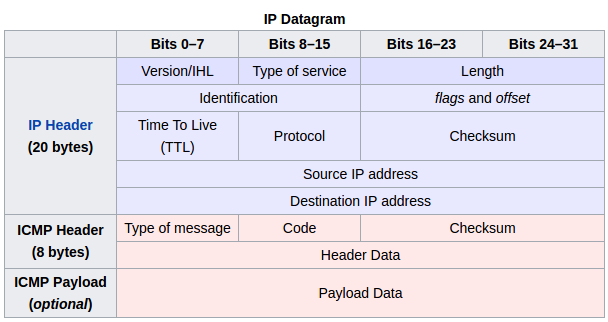 IP Datagram
Bits 0–7 Bits 8–15 Bits 16–23 Bits 24–31
IP Header
(20 bytes)
Version/IHL Type of service Length
Identification flags and offset
Time To Live
(TTL)
Protocol Checksum
Source IP address
Destination IP address
ICMP Header
(8 bytes)
Type of message Code Checksum
Header Data
ICMP Payload
(optional)
Payload Data